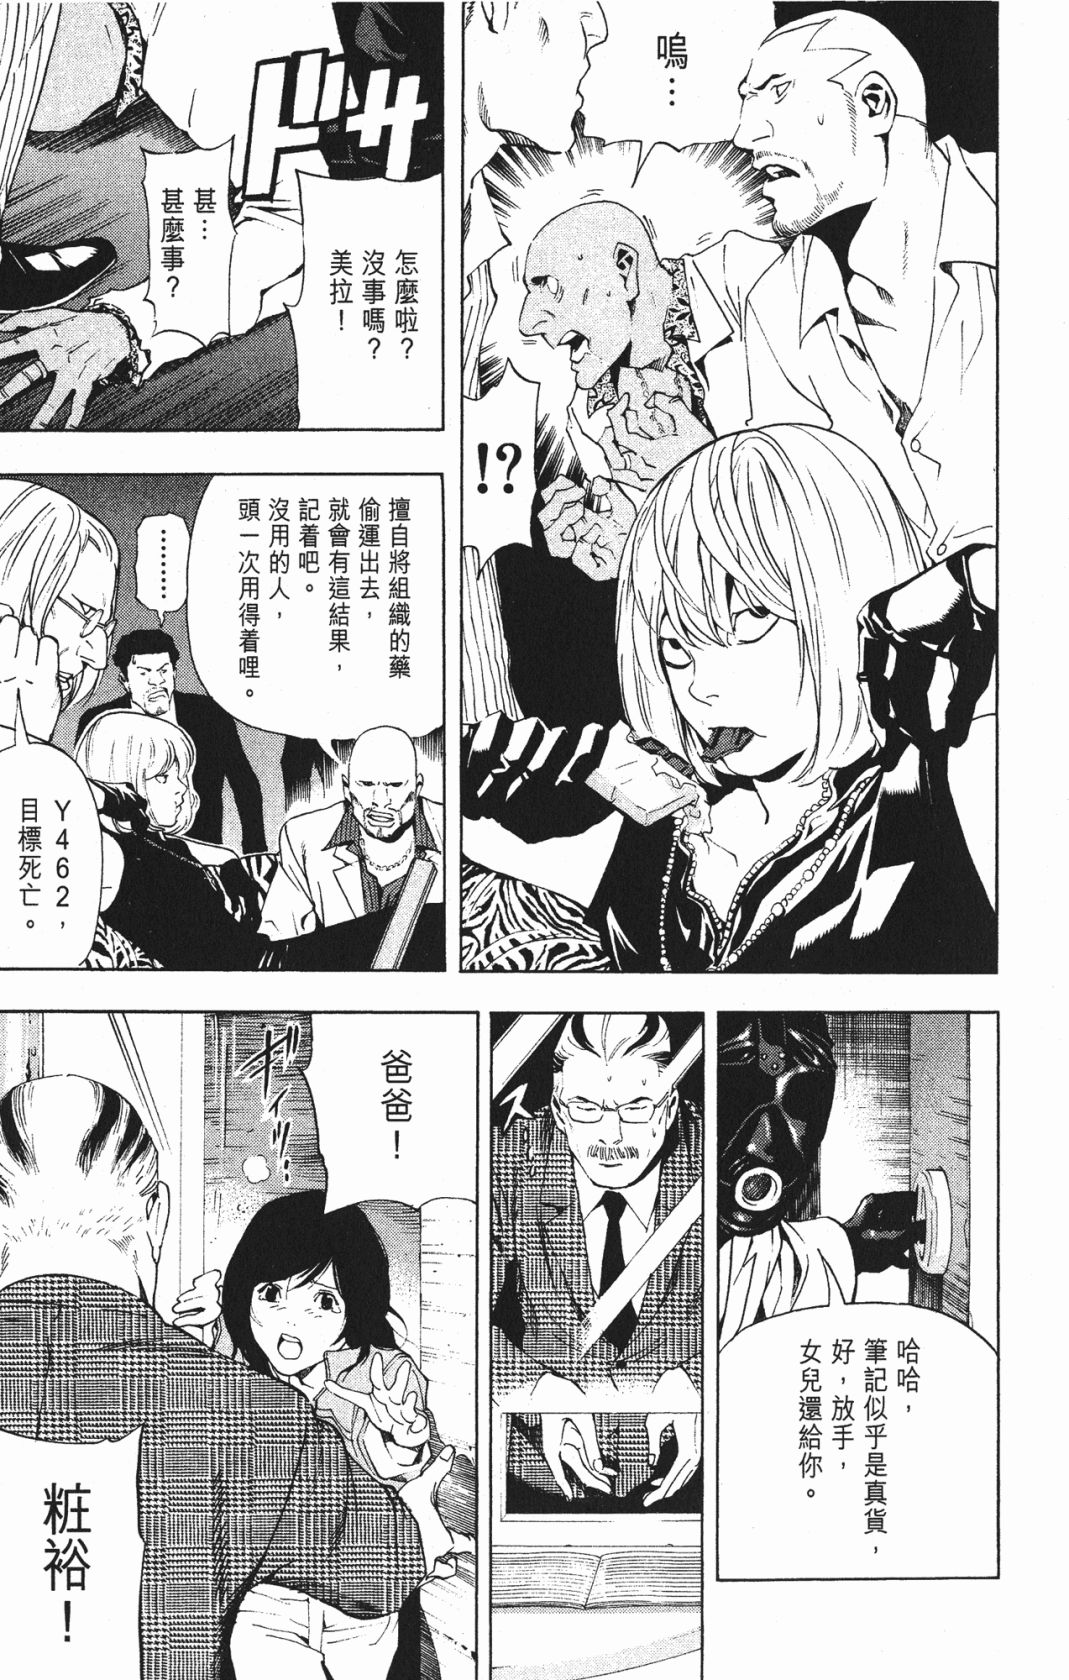 嗚…
!?
ドサ
怎麼啦?
沒事嗎?
美拉!
甚…
甚麼事?
擅自將組織的藥
偷運出去,
就會有這結果,
記着吧。
沒用的人,
頭一次用得着哩。
………
Y462,
目標死亡。
哈哈,
筆記似乎是真貨,
好,放手,
女兒還給你。
ス…
爸爸!
ギィ…
粧裕!